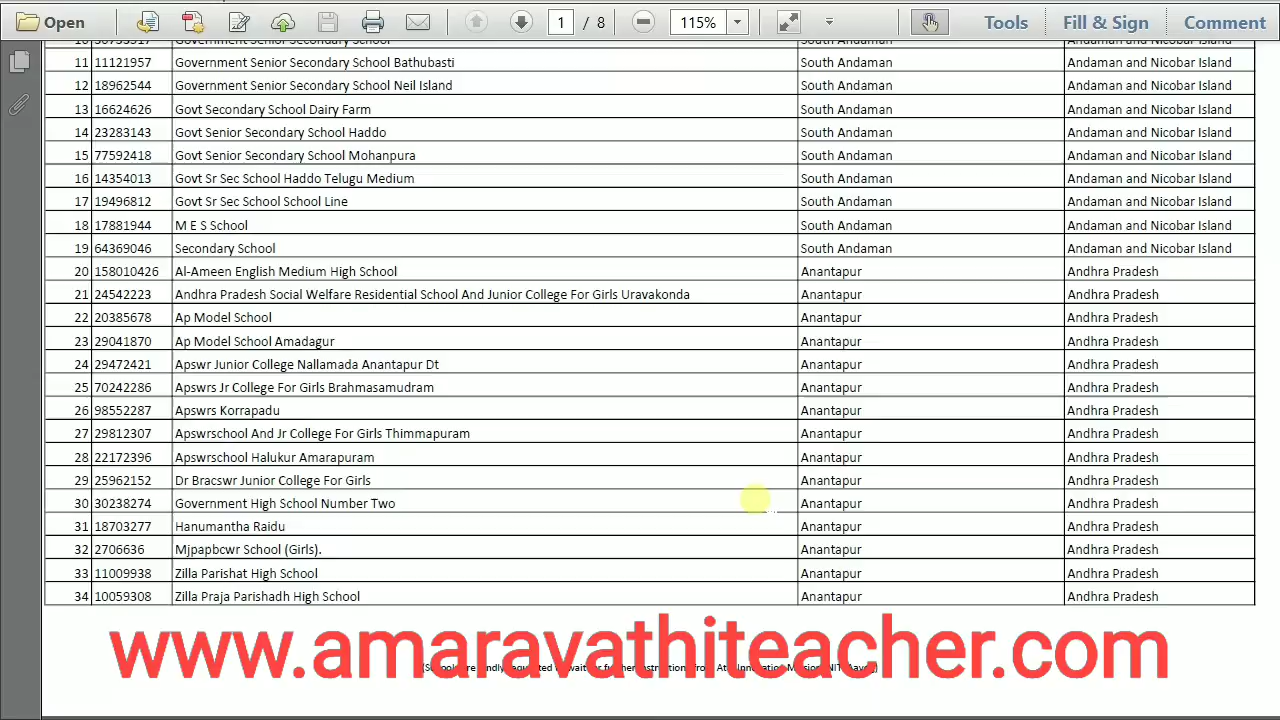 Open 1 / 8 115% Tools Fill & Sign Comment
Government Senior Secondary School South Andaman Andaman and Nicobar Island
11 11121957 Government Senior Secondary School Bathubasti South Andaman Andaman and Nicobar Island
12 18962544 Government Senior Secondary School Neil Island South Andaman Andaman and Nicobar Island
13 16624626 Govt Secondary School Dairy Farm South Andaman Andaman and Nicobar Island
14 23283143 Govt Senior Secondary School Haddo South Andaman Andaman and Nicobar Island
15 77592418 Govt Senior Secondary School Mohanpura South Andaman Andaman and Nicobar Island
16 14354013 Govt Sr Sec School Haddo Telugu Medium South Andaman Andaman and Nicobar Island
17 19496812 Govt Sr Sec School School Line South Andaman Andaman and Nicobar Island
18 17881944 M E S School South Andaman Andaman and Nicobar Island
19 64369046 Secondary School South Andaman Andaman and Nicobar Island
20 158010426 Al-Ameen English Medium High School Anantapur Andhra Pradesh
21 24542223 Andhra Pradesh Social Welfare Residential School And Junior College For Girls Uravakonda Anantapur Andhra Pradesh
22 20385678 Ap Model School Anantapur Andhra Pradesh
23 29041870 Ap Model School Amadagur Anantapur Andhra Pradesh
24 29472421 Apswr Junior College Nallamada Anantapur Dt Anantapur Andhra Pradesh
25 70242286 Apswrs Jr College For Girls Brahmasamudram Anantapur Andhra Pradesh
26 98552287 Apswrs Korrapadu Anantapur Andhra Pradesh
27 29812307 Apswrschool And Jr College For Girls Thimmapuram Anantapur Andhra Pradesh
28 22172396 Apswrschool Halukur Amarapuram Anantapur Andhra Pradesh
29 25962152 Dr Bracswr Junior College For Girls Anantapur Andhra Pradesh
30 30238274 Government High School Number Two Anantapur Andhra Pradesh
31 18703277 Hanumantha Raidu Anantapur Andhra Pradesh
32 2706636 Mjpapbcwr School (Girls). Anantapur Andhra Pradesh
33 11009938 Zilla Parishat High School Anantapur Andhra Pradesh
34 10059308 Zilla Praja Parishadh High School Anantapur Andhra Pradesh
www.amaravathiteacher.com